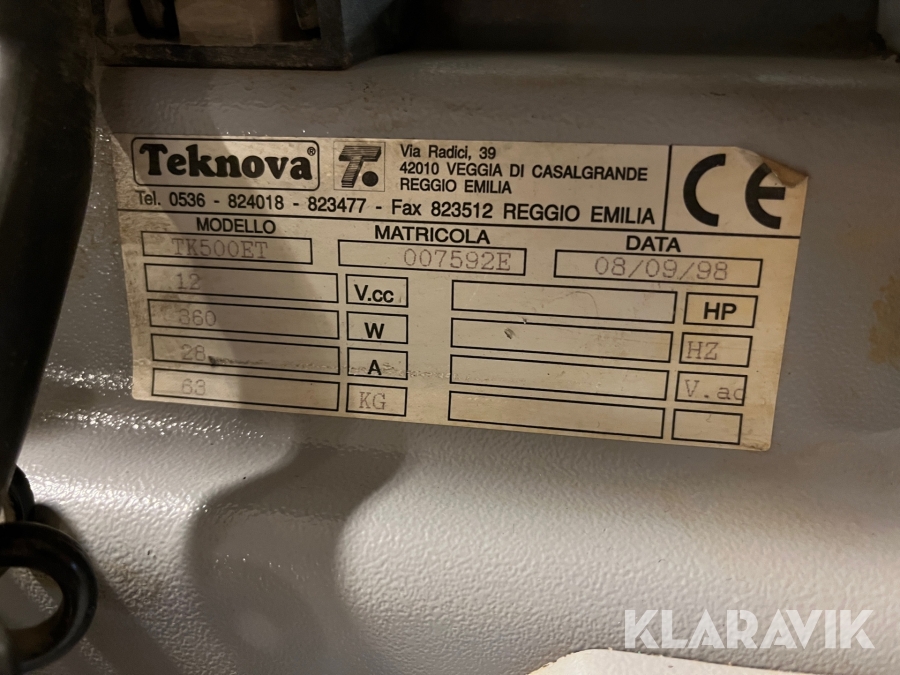 Teknova®
T.
Via Radici, 39
42010 VEGGIA DI CASALGRANDE
REGGIO EMILIA
Tel. 0536 - 824018 - 823477 - Fax 823512 REGGIO EMILIA
CE
MODELLO MATRICOLA DATA
TK500ET 007592E 08/09/98
12 V.cc HP
360 W HZ
28 A V.ac
63 KG
KLARAVIK